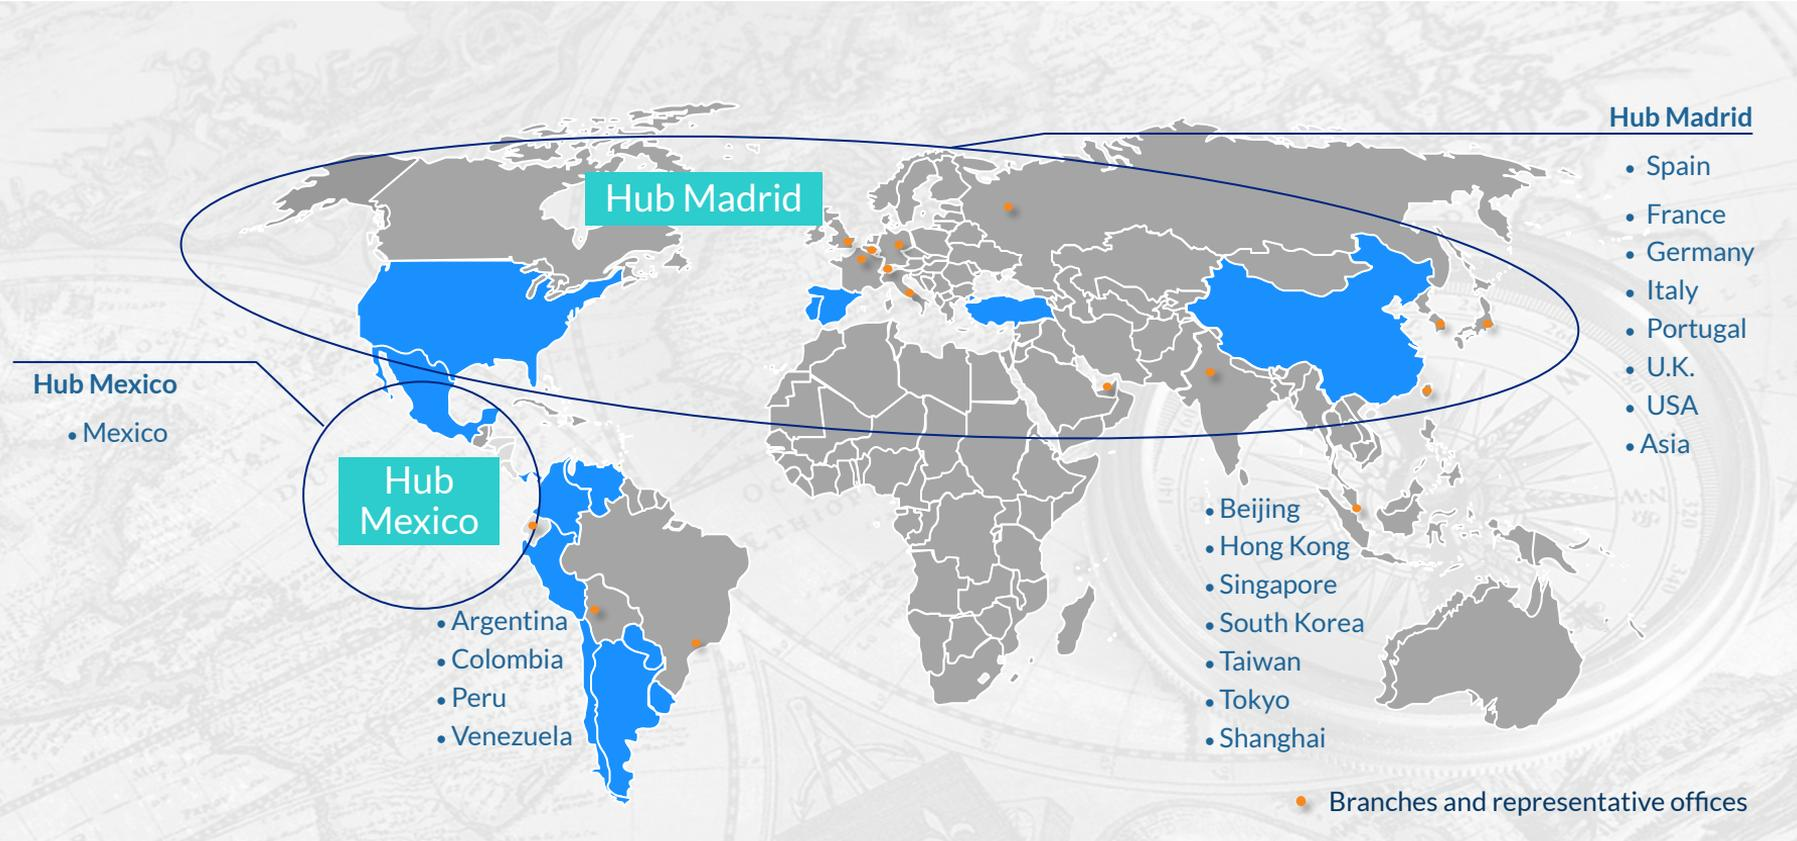 Hub Madrid
• Spain
• France
• Germany
• Italy
• Portugal
• U.K.
• USA
• Asia
Hub Madrid
Hub Mexico
• Mexico
Hub
Mexico
• Argentina
• Colombia
• Peru
• Venezuela
• Beijing
• Hong Kong
• Singapore
• South Korea
• Taiwan
• Tokyo
• Shanghai
Branches and representative offices